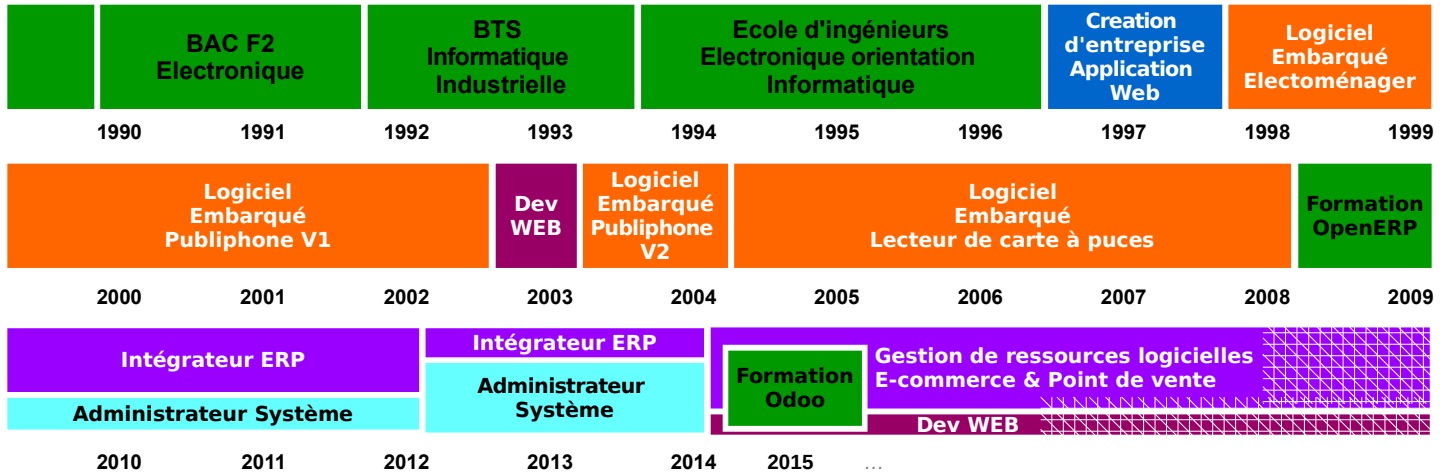 BAC F2
Electronique
BTS
Informatique
Industrielle
Ecole d'ingénieurs
Electronique orientation
Informatique
Creation
d'entreprise
Application
Web
Logiciel
Embarqué
Electoménager
1990 1991 1992 1993 1994 1995 1996 1997 1998 1999
Logiciel
Embarqué
Publiphone V1
Dev
WEB
Logiciel
Embarqué
Publiphone
V2
Logiciel
Embarqué
Lecteur de carte à puces
Formation
OpenERP
2000 2001 2002 2003 2004 2005 2006 2007 2008 2009
Intégrateur ERP
Administrateur Système
Intégrateur ERP
Administrateur
Système
Formation
Odoo
Gestion de ressources logicielles
E-commerce & Point de vente
Dev WEB
2010 2011 2012 2013 2014 2015 ...